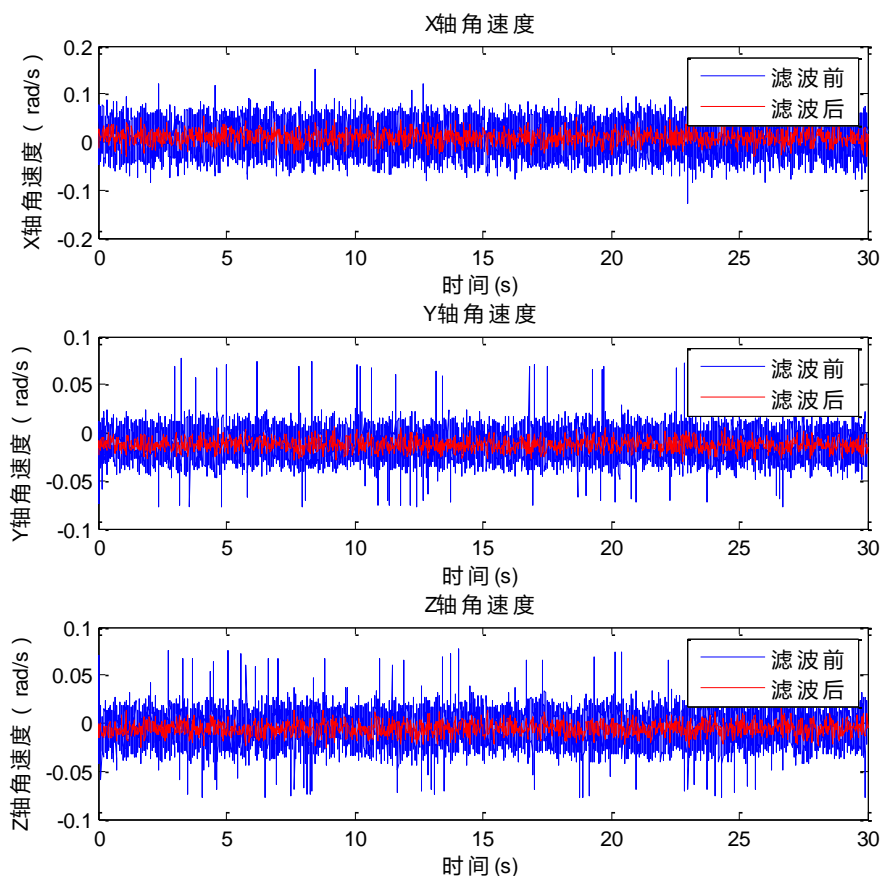 X轴角速度
0.2
0.1
0
-0.1
-0.2
X轴角速度 ( rad/s )
滤波前
滤波后
0 5 10 15 20 25 30
时间(s)
Y轴角速度
0.1
0.05
0
-0.05
-0.1
Y轴角速度 ( rad/s )
滤波前
滤波后
0 5 10 15 20 25 30
时间(s)
Z轴角速度
0.1
0.05
0
-0.05
-0.1
Z轴角速度 ( rad/s )
滤波前
滤波后
0 5 10 15 20 25 30
时间(s)